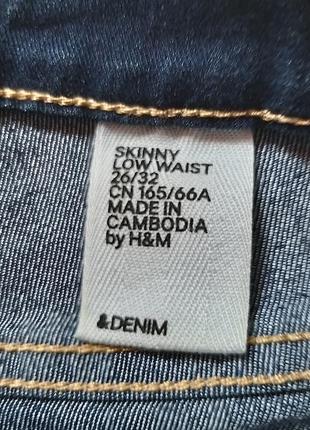 SKINNY
LOW WAIST
26/32
CN 165/66A
MADE IN
CAMBODIA
by H&M
&DENIM